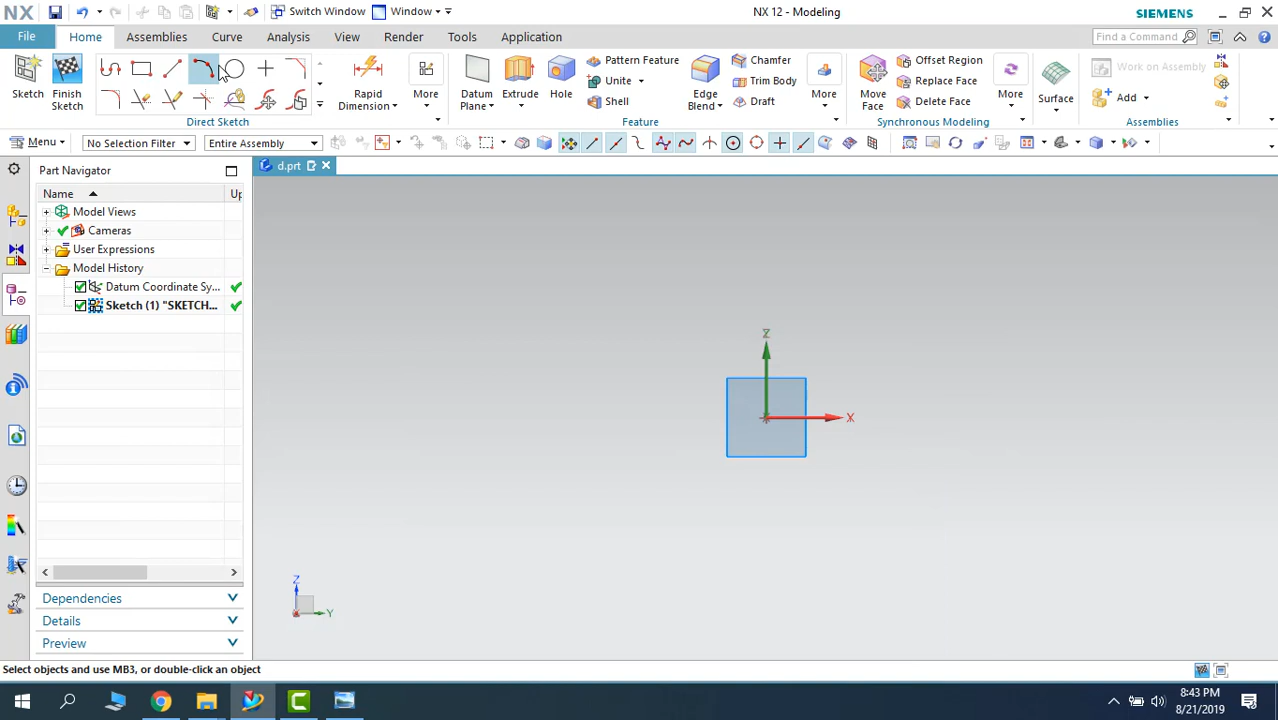 NX
Switch Window
Window
NX 12 - Modeling
SIEMENS
File
Home
Assemblies
Curve
Analysis
View
Render
Tools
Application
Find a Command
Sketch
Finish Sketch
Direct Sketch
Rapid Dimension
More
Datum Plane
Extrude
Hole
Pattern Feature
Unite
Shell
Edge Blend
Chamfer
Trim Body
Draft
More
Feature
Move Face
Offset Region
Replace Face
Delete Face
More
Synchronous Modeling
Surface
Work on Assembly
Add
Assemblies
Menu
No Selection Filter
Entire Assembly
Part Navigator
d.prt
Name
Up
Model Views
Cameras
User Expressions
Model History
Datum Coordinate Sy...
Sketch (1) "SKETCH...
Z
X
Z
Y
Dependencies
Details
Preview
Select objects and use MB3, or double-click an object
8:43 PM
8/21/2019